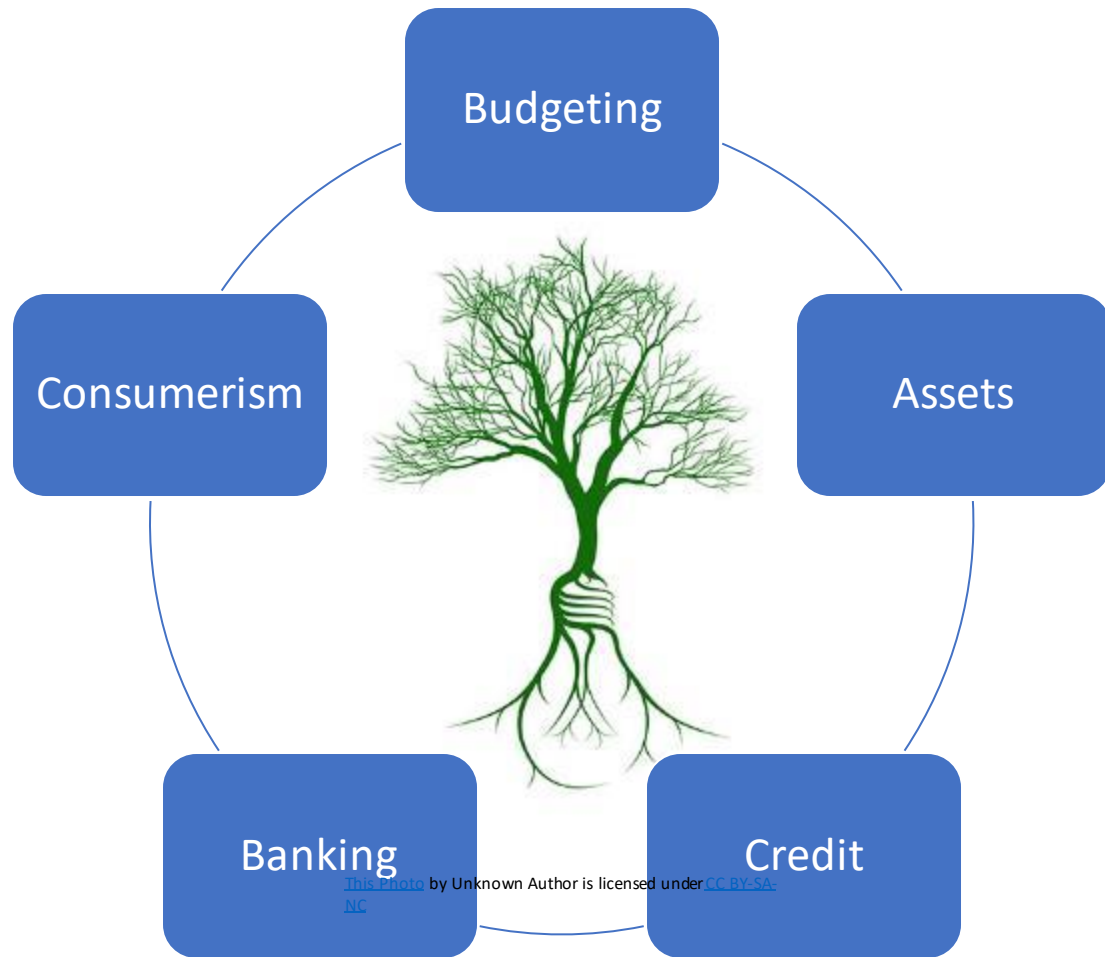 Budgeting
Consumerism
Assets
Banking
Credit
This Photo by Unknown Author is licensed under CC BY-SA-
NC